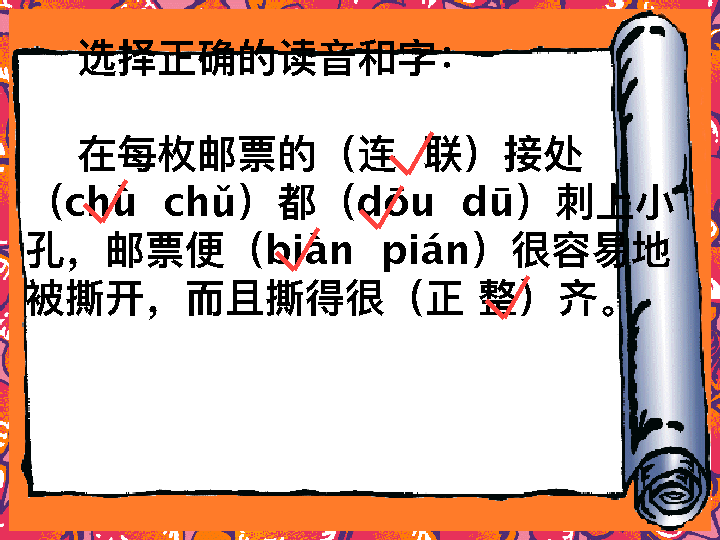 选择正确的读音和字：
在每枚邮票的（连 联）接处
（chù chǔ）都（dōu dū）刺上小
孔，邮票便（biàn pián）很容易地
被撕开，而且撕得很（正 整）齐。